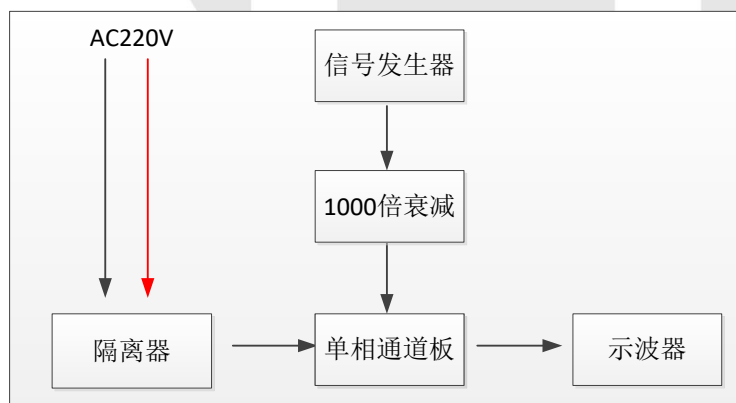 AC220V
信号发生器
1000倍衰减
隔离器
单相通道板
示波器